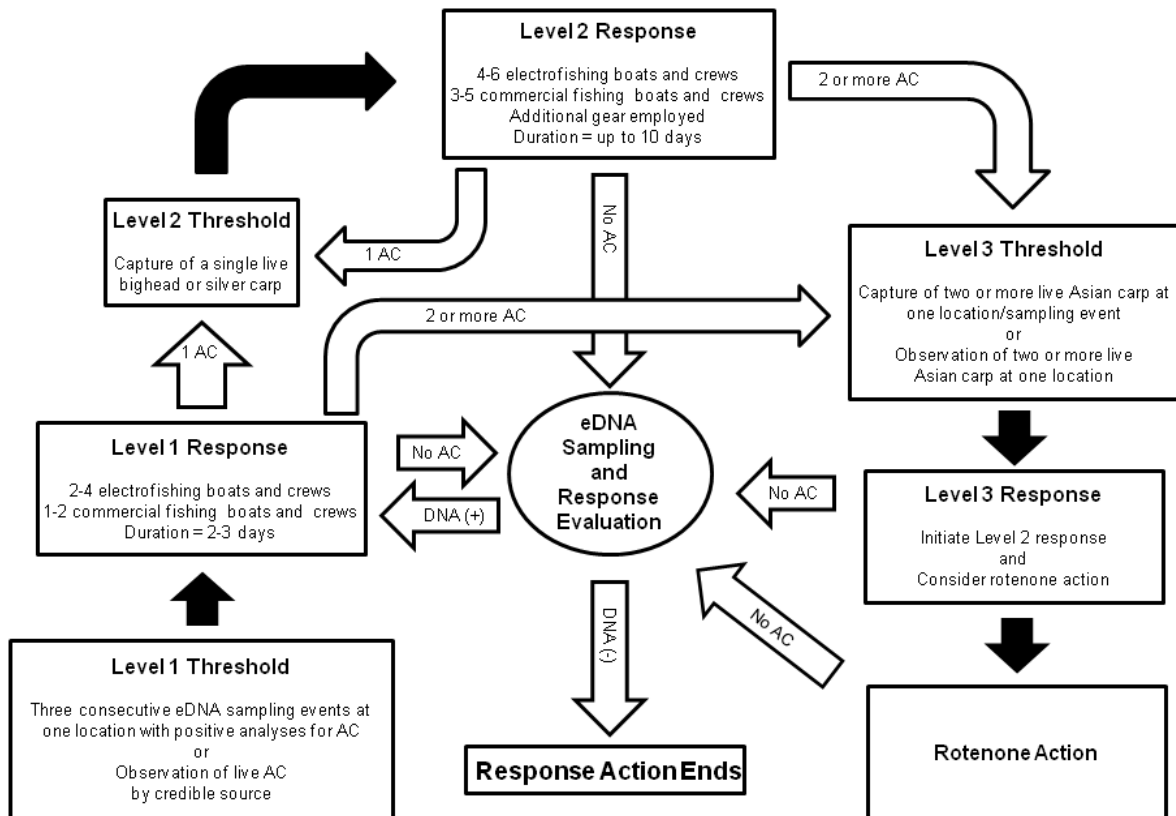 Level 2 Response
4-6 electrofishing boats and crews
3-5 commercial fishing boats and crews
Additional gear employed
Duration = up to 10 days
2 or more AC
Level 2 Threshold
Capture of a single live
bighead or silver carp
1 AC
No AC
Level 3 Threshold
Capture of two or more live Asian carp at
one location/sampling event
or
Observation of two or more live
Asian carp at one location
2 or more AC
1 AC
Level 1 Response
2-4 electrofishing boats and crews
1-2 commercial fishing boats and crews
Duration = 2-3 days
No AC
DNA (+)
eDNA
Sampling
and
Response
Evaluation
No AC
Level 3 Response
Initiate Level 2 response
and
Consider rotenone action
Level 1 Threshold
Three consecutive eDNA sampling events at
one location with positive analyses for AC
or
Observation of live AC
by credible source
DNA (-)
No AC
Response Action Ends
Rotenone Action